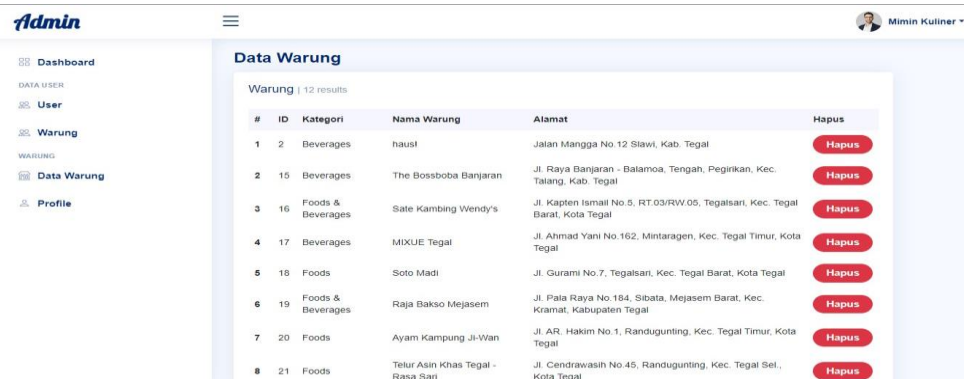 Admin
Mimin Kuliner
Dashboard
DATA USER
User
Warung
WARUNG
Data Warung
Profile
Data Warung
Warung | 12 results
# ID Kategori Nama Warung Alamat Hapus
1 2 Beverages haus! Jalan Mangga No.12 Slawi, Kab. Tegal Hapus
2 15 Beverages The Bossboba Banjaran Jl. Raya Banjaran - Balamoa, Tengah, Pegirikan, Kec.
Talang, Kab. Tegal Hapus
3 16 Foods &
Beverages Sate Kambing Wendy's Jl. Kapten Ismail No.5, RT.03/RW.05, Tegalsari, Kec. Tegal
Barat, Kota Tegal Hapus
4 17 Beverages MIXUE Tegal Jl. Ahmad Yani No.162, Mintaragen, Kec. Tegal Timur, Kota
Tegal Hapus
5 18 Foods Soto Madi Jl. Gurami No.7, Tegalsari, Kec. Tegal Barat, Kota Tegal Hapus
6 19 Foods &
Beverages Raja Bakso Mejasem Jl. Pala Raya No.184, Sibata, Mejasem Barat, Kec.
Kramat, Kabupaten Tegal Hapus
7 20 Foods Ayam Kampung Ji-Wan Jl. AR. Hakim No.1, Randugunting, Kec. Tegal Timur, Kota
Tegal Hapus
8 21 Foods Telur Asin Khas Tegal -
Rasa Sari Jl. Cendrawasih No.45, Randugunting, Kec. Tegal Sel.,
Kota Tegal Hapus